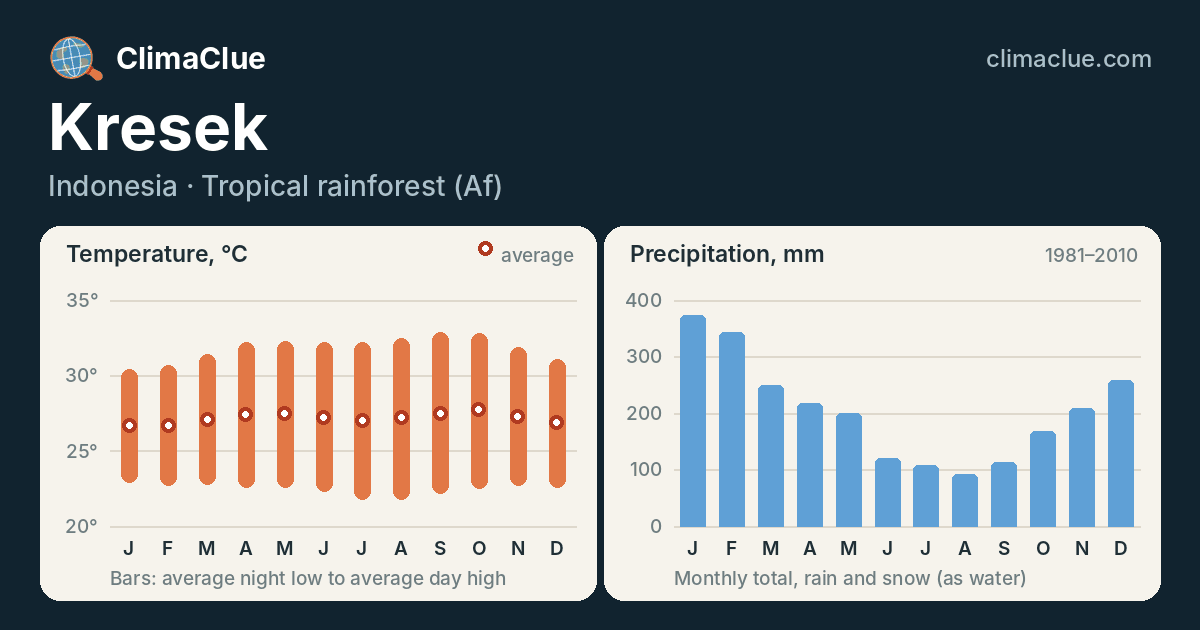 ClimaClue
climaclue.com
Kresek
Indonesia · Tropical rainforest (Af)
Temperature, °C
average
35°
30°
25°
20°
J F M A M J J A S O N D
Bars: average night low to average day high
Precipitation, mm
1981–2010
400
300
200
100
0
J F M A M J J A S O N D
Monthly total, rain and snow (as water)